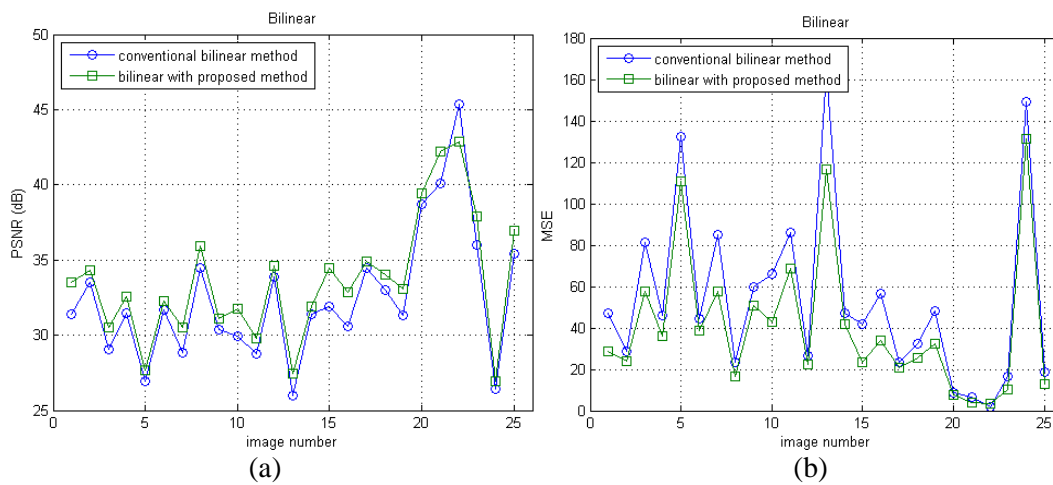 Bilinear
50
45
40
35
30
25
PSNR (dB)
conventional bilinear method
bilinear with proposed method
0
5
10
15
20
25
image number
(a)
Bilinear
180
160
140
120
100
80
60
40
20
0
MSE
conventional bilinear method
bilinear with proposed method
0
5
10
15
20
25
image number
(b)